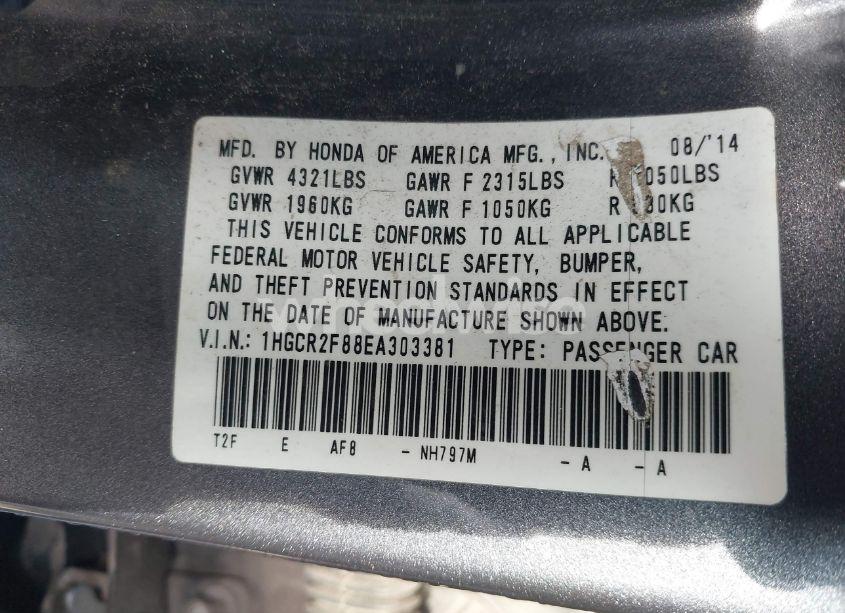 MFD. BY HONDA OF AMERICA MFG., INC. 08/'14
GVWR 4321LBS GAWR F 2315LBS R 050LBS
GVWR 1960KG GAWR F 1050KG R 30KG
THIS VEHICLE CONFORMS TO ALL APPLICABLE
FEDERAL MOTOR VEHICLE SAFETY, BUMPER,
AND THEFT PREVENTION STANDARDS IN EFFECT
ON THE DATE OF MANUFACTURE SHOWN ABOVE.
V.I.N.: 1HGCR2F88EA303381 TYPE: PASSENGER CAR
T2F E AF8 - NH797M - A - A